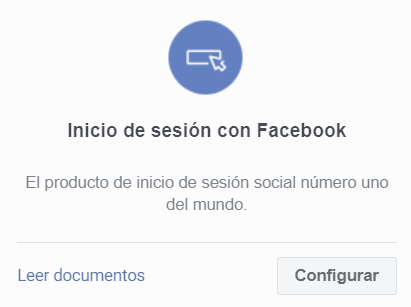 Inicio de sesión con Facebook
El producto de inicio de sesión social número uno
del mundo.
Leer documentos
Configurar